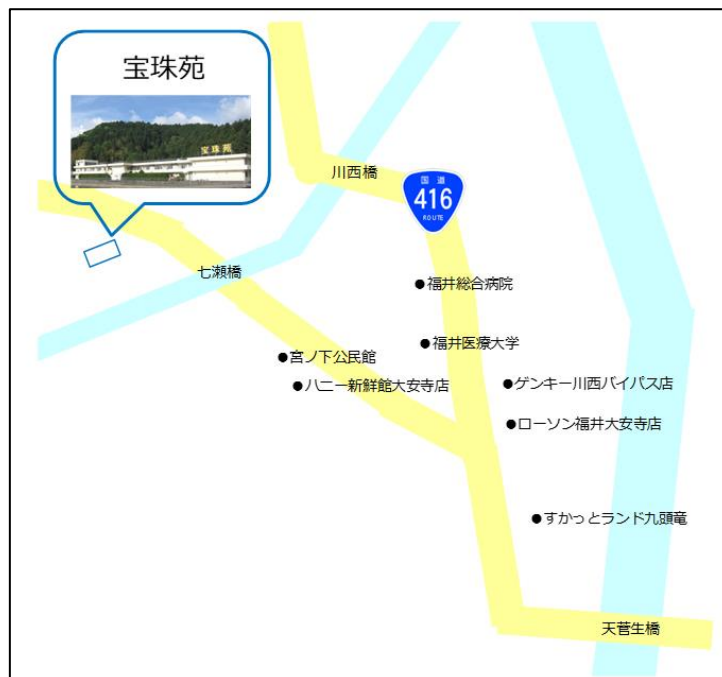 宝珠苑
宝珠苑
川西橋
国道
416
ROUTE
七瀬橋
●福井総合病院
●福井医療大学
●宮ノ下公民館
●ハニー新鮮館大安寺店
●ゲンキー川西バイパス店
●ローソン福井大安寺店
●すかっとランド九頭竜
天菅生橋